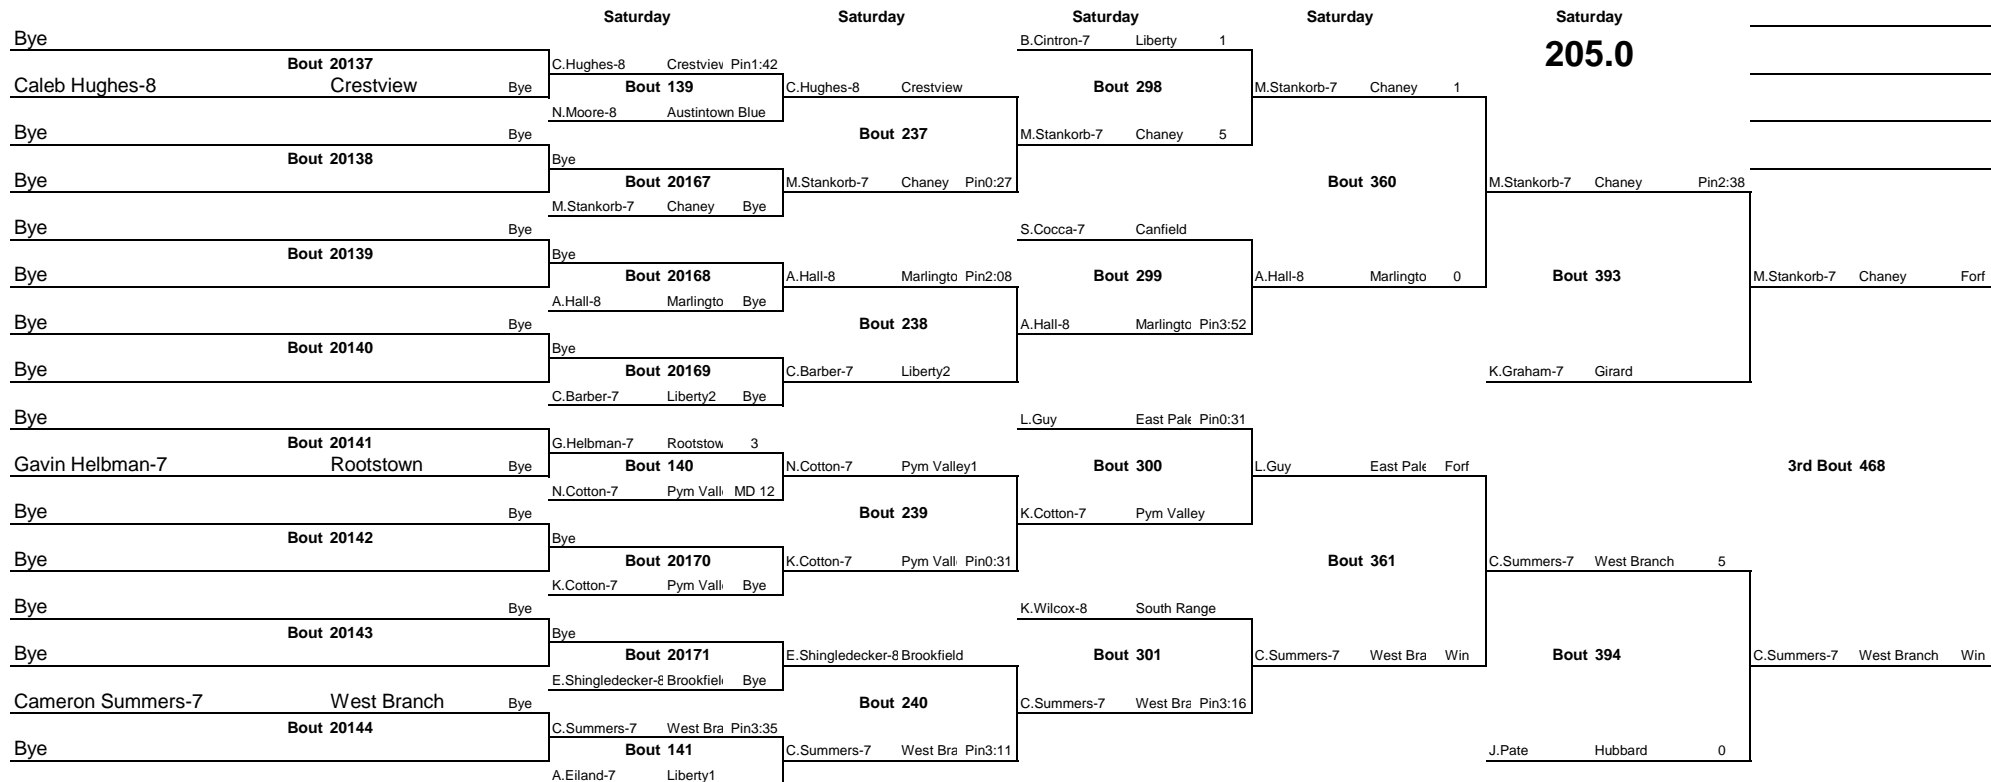 Saturday Saturday Saturday Saturday Saturday
Bye B.Cintron-7 Liberty 1
205.0
Bout 20137 C.Hughes-8 Crestview Pin1:42
Caleb Hughes-8 Crestview Bye Bout 139 C.Hughes-8 Crestview Bout 298 M.Stankorb-7 Chaney 1
N.Moore-8 Austintown Blue
Bye Bye Bout 237 M.Stankorb-7 Chaney 5
Bout 20138 Bye
Bye Bout 20167 M.Stankorb-7 Chaney Pin0:27 Bout 360 M.Stankorb-7 Chaney Pin2:38
M.Stankorb-7 Chaney Bye
Bye Bye S.Cocca-7 Canfield
Bout 20139 Bye
Bye Bout 20168 A.Hall-8 Marlingto Pin2:08 Bout 299 A.Hall-8 Marlingto 0 Bout 393 M.Stankorb-7 Chaney Forf
A.Hall-8 Marlingto Bye
Bye Bye Bout 238 A.Hall-8 Marlingto Pin3:52
Bout 20140 Bye
Bye Bout 20169 C.Barber-7 Liberty2 K.Graham-7 Girard
C.Barber-7 Liberty2 Bye
Bye L.Guy East Pale Pin0:31
Bout 20141 G.Helbman-7 Rootstow 3
Gavin Helbman-7 Rootstown Bye Bout 140 N.Cotton-7 Pym Valley1 Bout 300 L.Guy East Pale Forf 3rd Bout 468
N.Cotton-7 Pym Vall MD 12
Bye Bye Bout 239 K.Cotton-7 Pym Valley
Bout 20142 Bye
Bye Bout 20170 K.Cotton-7 Pym Vall Pin0:31 Bout 361 C.Summers-7 West Branch 5
K.Cotton-7 Pym Vall Bye
Bye Bye K.Wilcox-8 South Range
Bout 20143 Bye
Bye Bout 20171 E.Shingledecker-8 Brookfield Bout 301 C.Summers-7 West Bra Win Bout 394 C.Summers-7 West Branch Win
E.Shingledecker-8 Brookfiel Bye
Cameron Summers-7 West Branch Bye Bout 240 C.Summers-7 West Bra Pin3:16
Bout 20144 C.Summers-7 West Bra Pin3:35
Bye Bout 141 C.Summers-7 West Bra Pin3:11 J.Pate Hubbard 0
A.Eiland-7 Liberty1